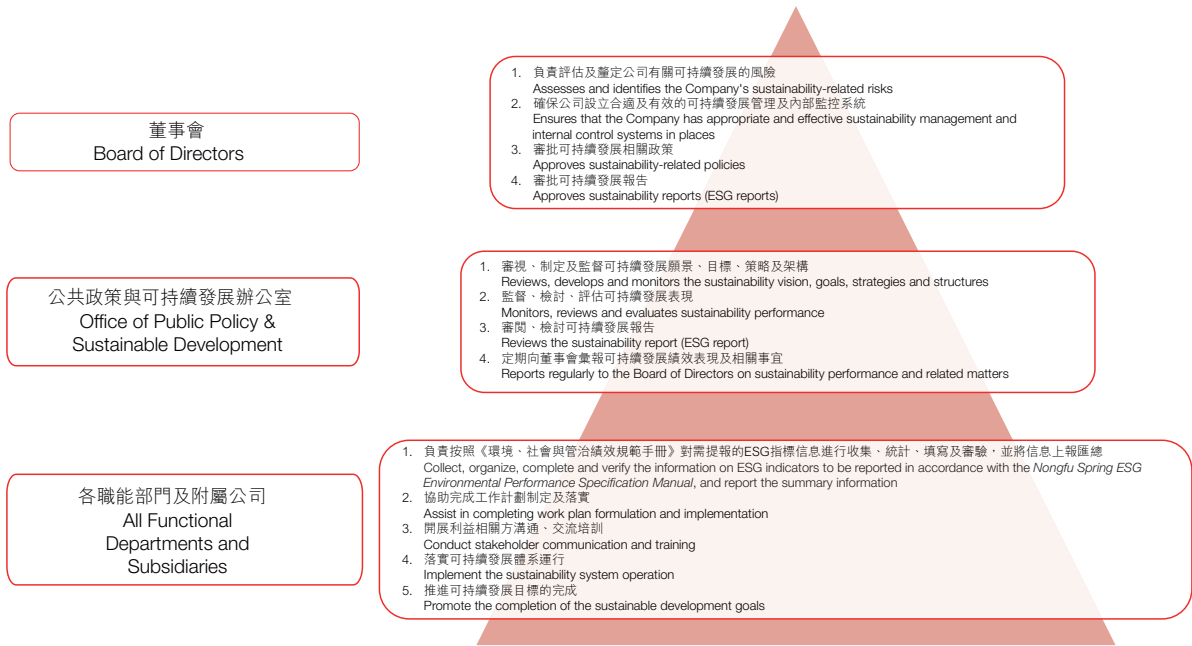 董事會
Board of Directors
1. 負責評估及釐定公司有關可持續發展的風險
Assesses and identifies the Company's sustainability-related risks
2. 確保公司設立合適及有效的可持續發展管理及內部監控系統
Ensures that the Company has appropriate and effective sustainability management and
internal control systems in places
3. 審批可持續發展相關政策
Approves sustainability-related policies
4. 審批可持續發展報告
Approves sustainability reports (ESG reports)
公共政策與可持續發展辦公室
Office of Public Policy &
Sustainable Development
1. 審視、制定及監督可持續發展願景、目標、策略及架構
Reviews, develops and monitors the sustainability vision, goals, strategies and structures
2. 監督、檢討、評估可持續發展表現
Monitors, reviews and evaluates sustainability performance
3. 審閱、檢討可持續發展報告
Reviews the sustainability report (ESG report)
4. 定期向董事會彙報可持續發展績效表現及相關事宜
Reports regularly to the Board of Directors on sustainability performance and related matters
各職能部門及附屬公司
All Functional
Departments and
Subsidiaries
1. 負責按照《環境、社會與管治績效規範手冊》對需提報的ESG指標信息進行收集、統計、填寫及審驗，並將信息上報匯總
Collect, organize, complete and verify the information on ESG indicators to be reported in accordance with the Nongfu Spring ESG
Environmental Performance Specification Manual, and report the summary information
2. 協助完成工作計劃制定及落實
Assist in completing work plan formulation and implementation
3. 開展利益相關方溝通、交流培訓
Conduct stakeholder communication and training
4. 落實可持續發展體系運行
Implement the sustainability system operation
5. 推進可持續發展目標的完成
Promote the completion of the sustainable development goals